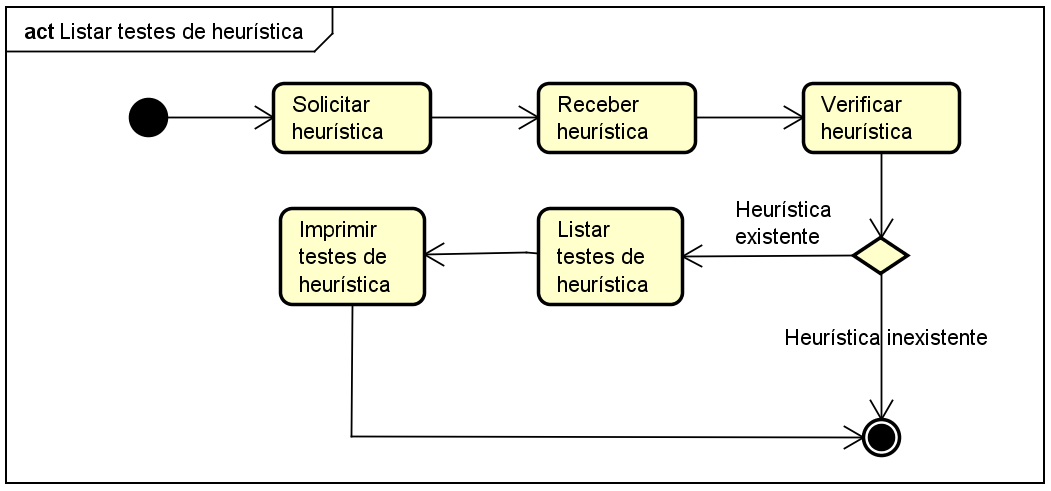 act Listar testes de heurística
Solicitar
heurística
Receber
heurística
Verificar
heurística
Imprimir
testes de
heurística
Listar
testes de
heurística
Heurística
existente
Heurística inexistente